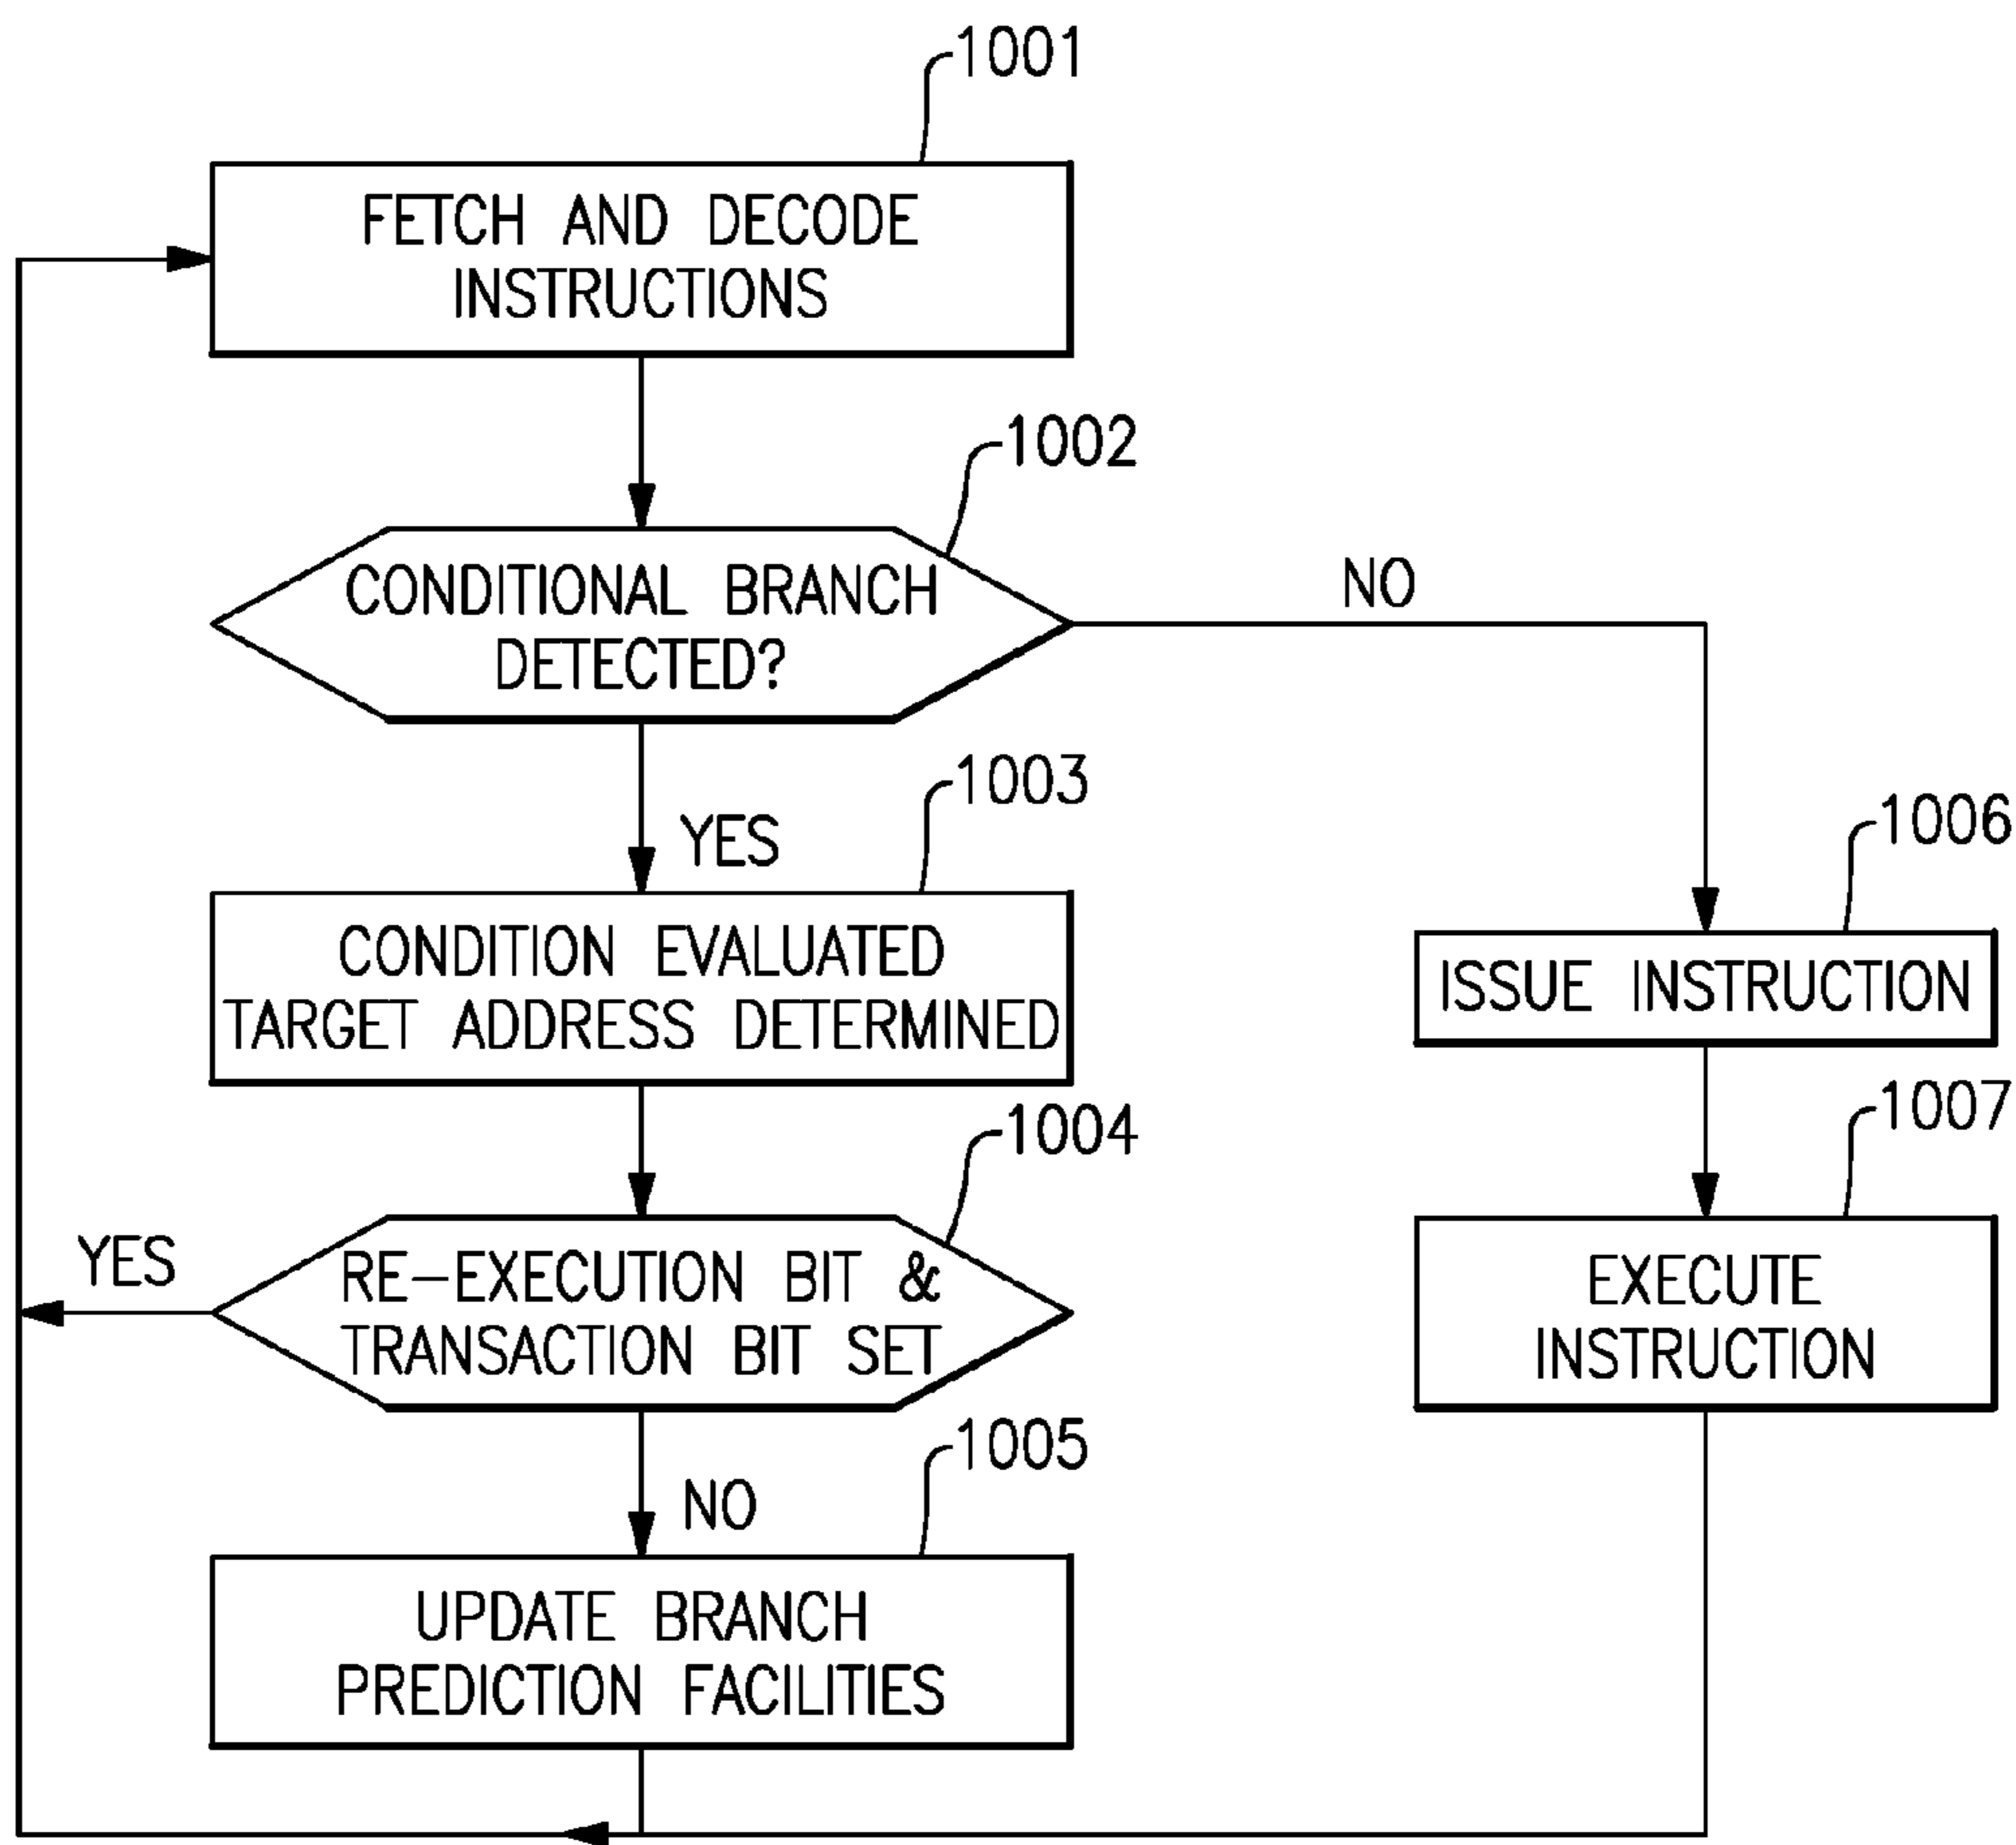 1001
FETCH AND DECODE
INSTRUCTIONS
1002
CONDITIONAL BRANCH
DETECTED?
NO
YES
1003
CONDITION EVALUATED
TARGET ADDRESS DETERMINED
1006
ISSUE INSTRUCTION
1004
RE-EXECUTION BIT &
TRANSACTION BIT SET
YES
1007
EXECUTE
INSTRUCTION
NO
1005
UPDATE BRANCH
PREDICTION FACILITIES